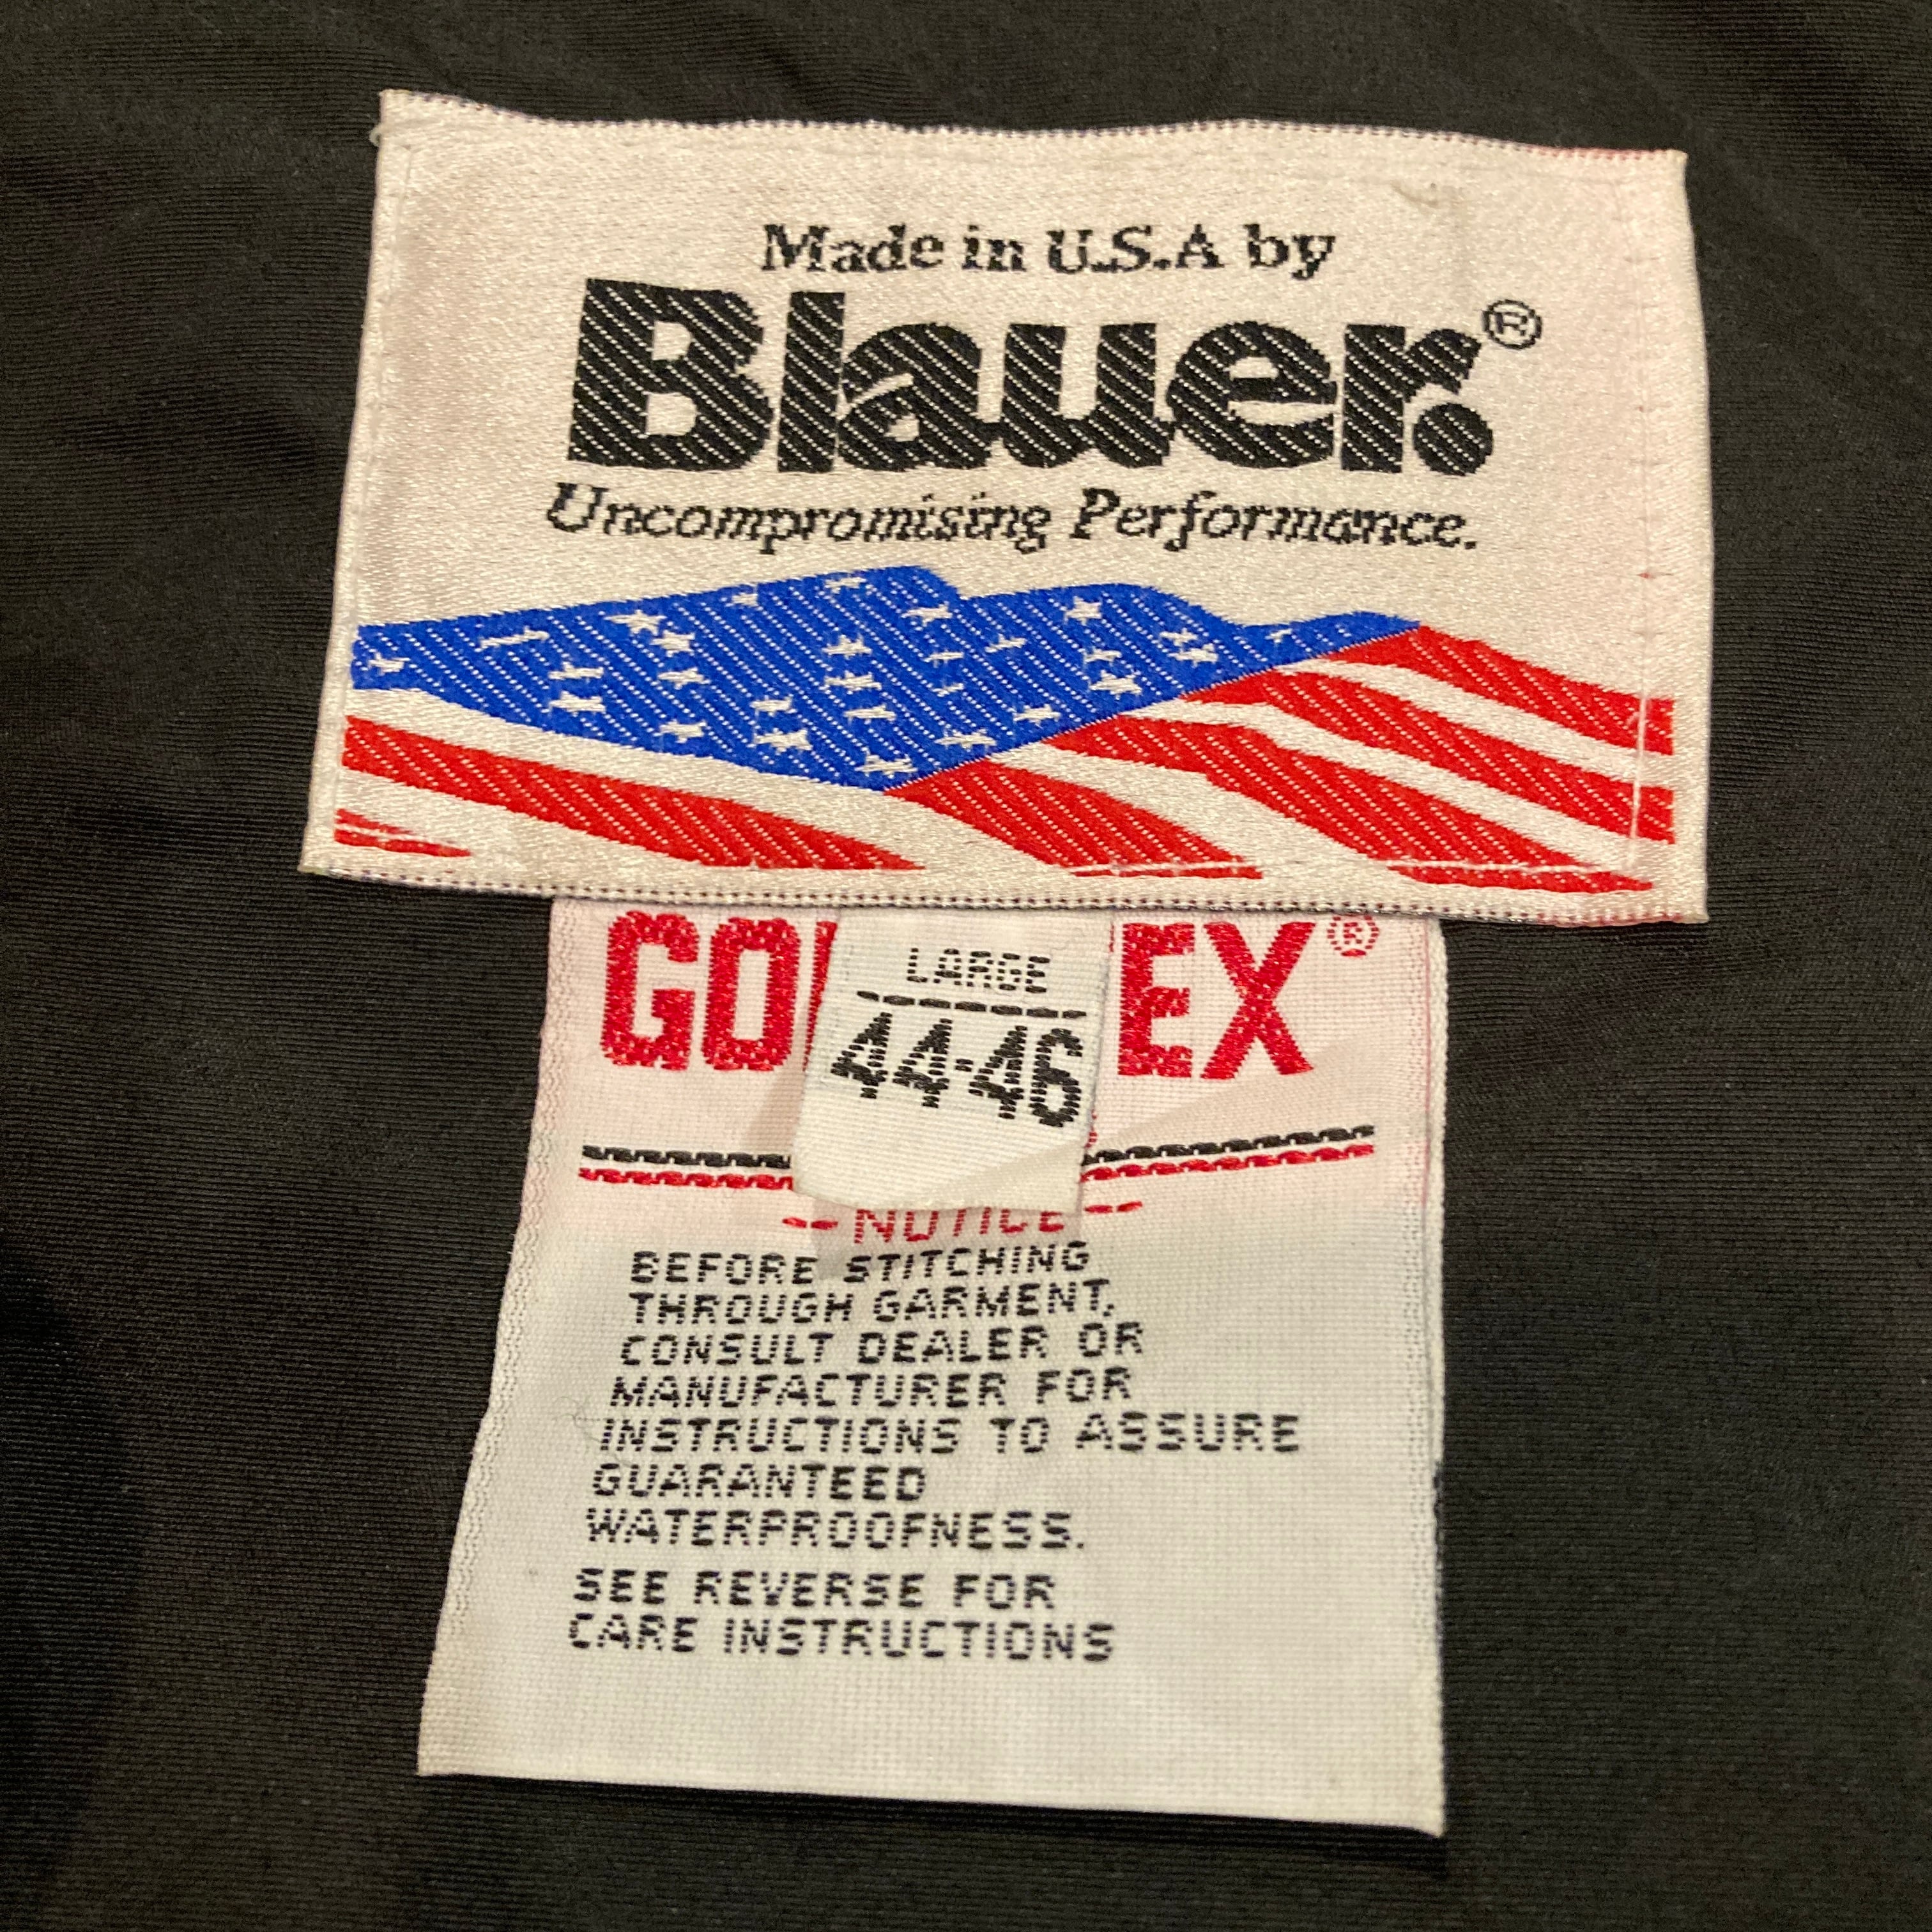 Made in U.S.A by
Blauer.®
Uncompromising Performance.
LARGE
44-46
GO EX®
--NOTICE--
BEFORE STITCHING
THROUGH GARMENT,
CONSULT DEALER OR
MANUFACTURER FOR
INSTRUCTIONS TO ASSURE
GUARANTEED
WATERPROOFNESS.
SEE REVERSE FOR
CARE INSTRUCTIONS